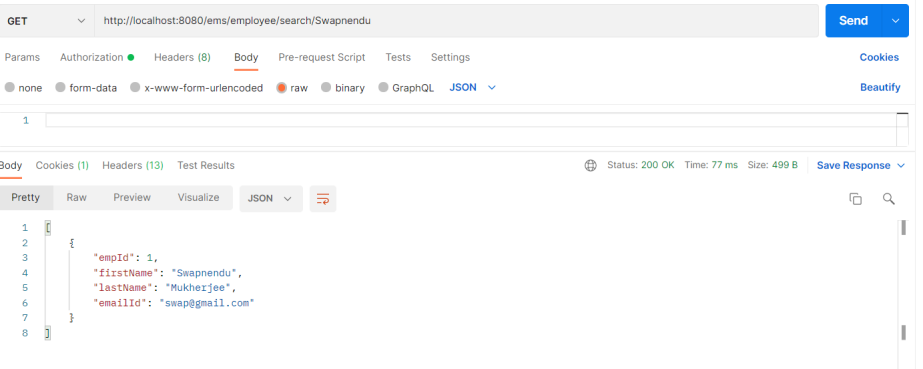 GET http://localhost:8080/ems/employee/search/Swapnendu Send
Params Authorization Headers (8) Body Pre-request Script Tests Settings Cookies
none form-data x-www-form-urlencoded raw binary GraphQL JSON Beautify
1
Body Cookies (1) Headers (13) Test Results Status: 200 OK Time: 77 ms Size: 499 B Save Response
Pretty Raw Preview Visualize JSON
1 [
2 {
3 "empId": 1,
4 "firstName": "Swapnendu",
5 "lastName": "Mukherjee",
6 "emailId": "swap@gmail.com"
7 }
8 ]